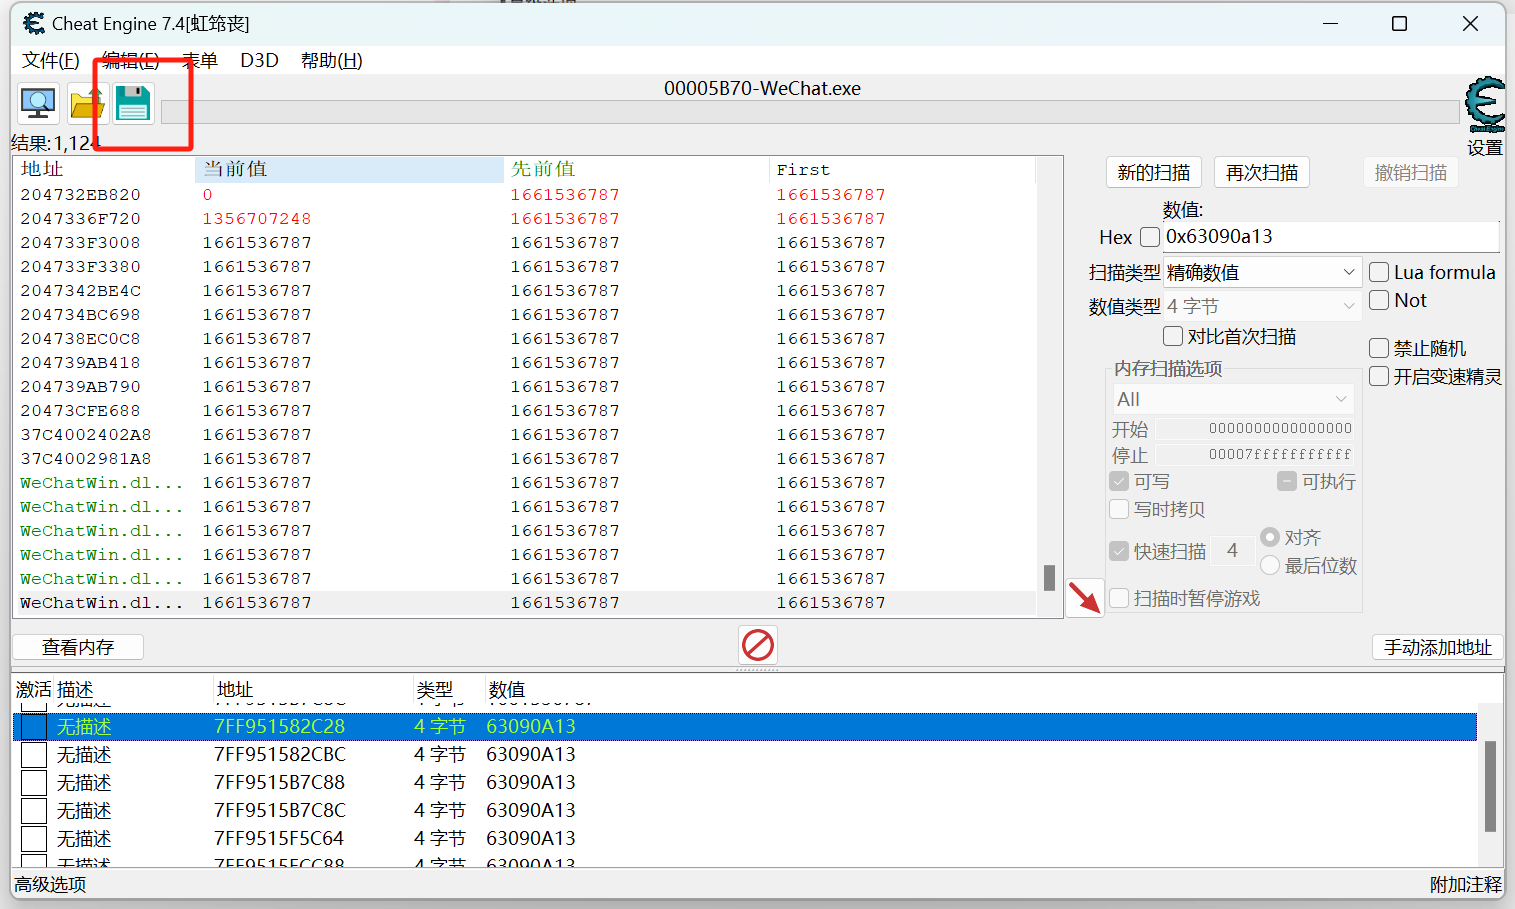 Cheat Engine 7.4[虹筠丧]
文件(F) 编辑(E) 表单 D3D 帮助(H)
00005B70-WeChat.exe
Cheat Engine
设置
结果:1,124
地址 当前值 先前值 First
204732EB820 0 1661536787 1661536787
2047336F720 1356707248 1661536787 1661536787
204733F3008 1661536787 1661536787 1661536787
204733F3380 1661536787 1661536787 1661536787
2047342BE4C 1661536787 1661536787 1661536787
204734BC698 1661536787 1661536787 1661536787
204738EC0C8 1661536787 1661536787 1661536787
204739AB418 1661536787 1661536787 1661536787
204739AB790 1661536787 1661536787 1661536787
20473CFE688 1661536787 1661536787 1661536787
37C4002402A8 1661536787 1661536787 1661536787
37C4002981A8 1661536787 1661536787 1661536787
WeChatWin.dl... 1661536787 1661536787 1661536787
WeChatWin.dl... 1661536787 1661536787 1661536787
WeChatWin.dl... 1661536787 1661536787 1661536787
WeChatWin.dl... 1661536787 1661536787 1661536787
WeChatWin.dl... 1661536787 1661536787 1661536787
WeChatWin.dl... 1661536787 1661536787 1661536787
新的扫描 再次扫描 撤销扫描
数值:
Hex 0x63090a13
扫描类型 精确数值 Lua formula
数值类型 4 字节 Not
对比首次扫描
禁止随机
内存扫描选项
开启变速精灵
All
开始 0000000000000000
停止 00007fffffffffff
可写 可执行
写时拷贝
快速扫描 4 对齐
最后位数
扫描时暂停游戏
查看内存 手动添加地址
激活 描述 地址 类型 数值
无描述 7FF951582C28 4 字节 63090A13
无描述 7FF951582CBC 4 字节 63090A13
无描述 7FF9515B7C88 4 字节 63090A13
无描述 7FF9515B7C8C 4 字节 63090A13
无描述 7FF9515F5C64 4 字节 63090A13
无描述 7FF9515FCC88 4 字节 63090A13
高级选项 附加注释